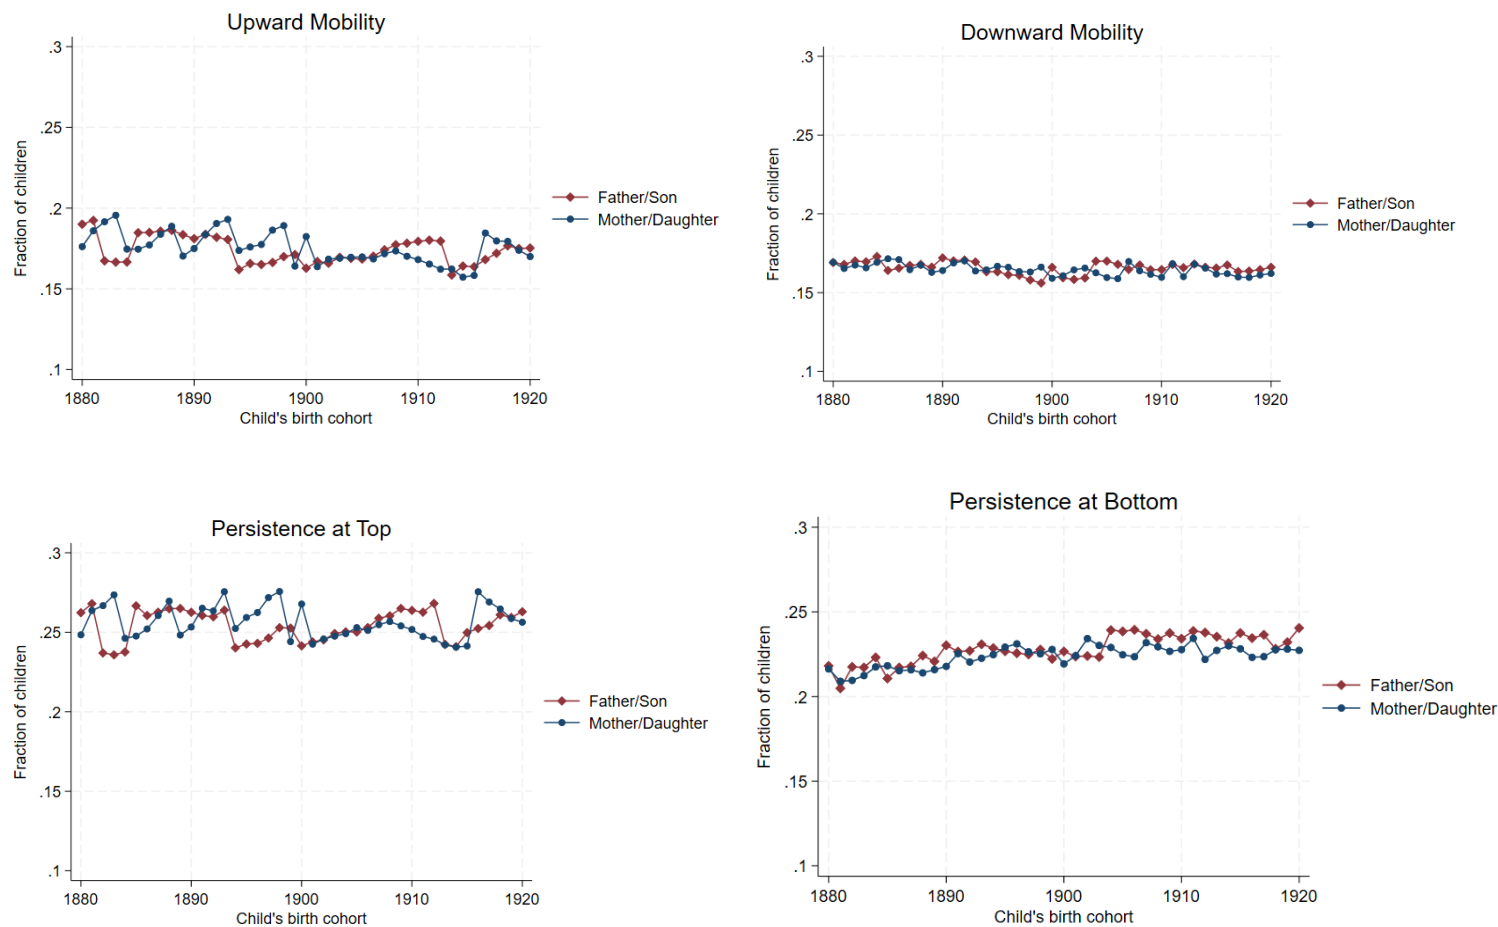 Upward Mobility
.3
.25
.2
.15
.1
Fraction of children
1880 1890 1900 1910 1920
Child's birth cohort
Father/Son
Mother/Daughter
Downward Mobility
.3
.25
.2
.15
.1
Fraction of children
1880 1890 1900 1910 1920
Child's birth cohort
Father/Son
Mother/Daughter
Persistence at Top
.3
.25
.2
.15
.1
Fraction of children
1880 1890 1900 1910 1920
Child's birth cohort
Father/Son
Mother/Daughter
Persistence at Bottom
.3
.25
.2
.15
.1
Fraction of children
1880 1890 1900 1910 1920
Child's birth cohort
Father/Son
Mother/Daughter